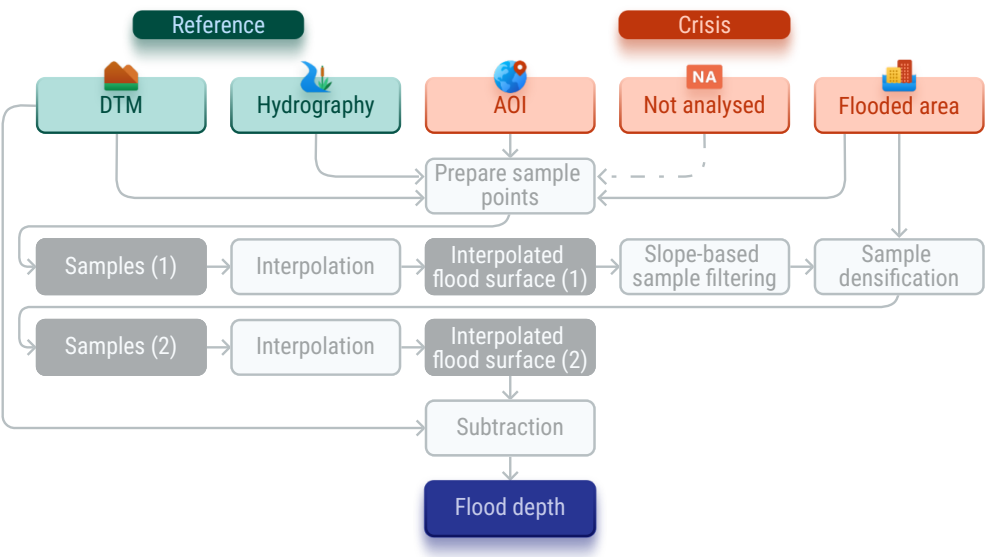 Reference
Crisis
DTM
Hydrography
AOI
NA
Not analysed
Flooded area
Prepare sample
points
Samples (1)
Interpolation
Interpolated
flood surface (1)
Slope-based
sample filtering
Sample
densification
Samples (2)
Interpolation
Interpolated
flood surface (2)
Subtraction
Flood depth